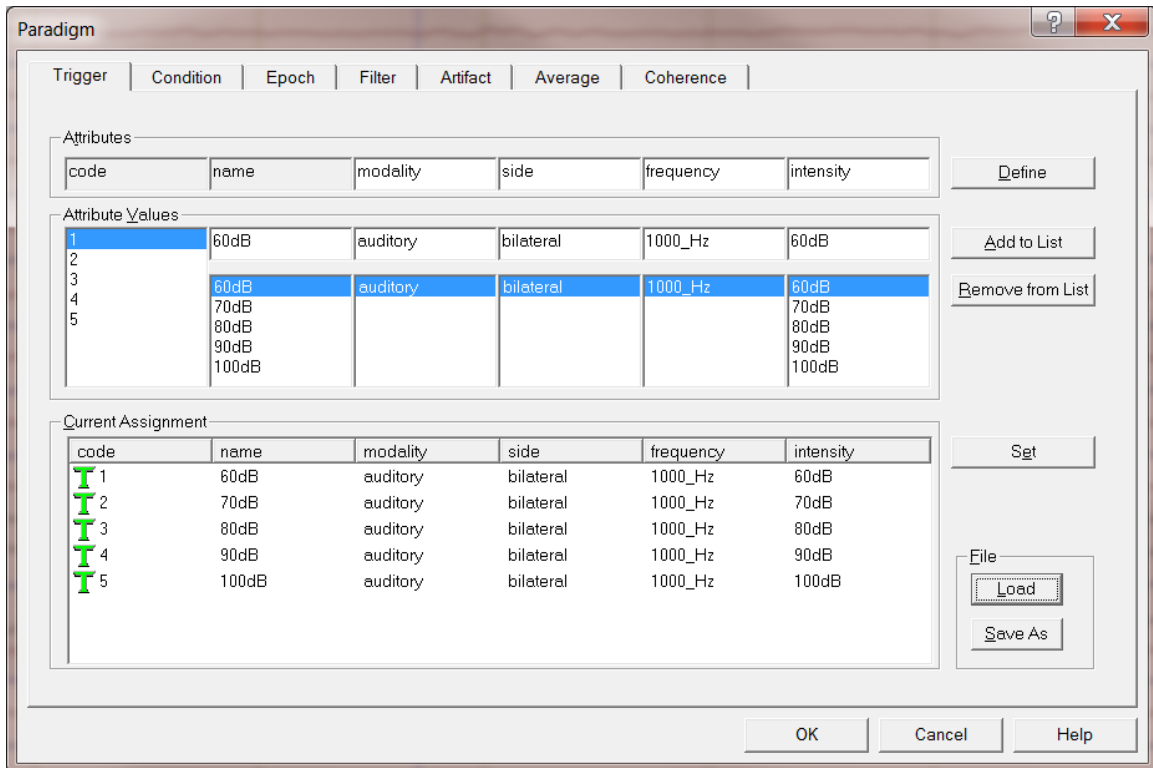 Paradigm
Trigger Condition Epoch Filter Artifact Average Coherence
Attributes
code name modality side frequency intensity Define
Attribute Values
1 60dB auditory bilateral 1000_Hz 60dB Add to List
2
3 60dB auditory bilateral 1000_Hz 60dB Remove from List
4 70dB 70dB
5 80dB 80dB
90dB 90dB
100dB 100dB
Current Assignment
code name modality side frequency intensity Set
1 60dB auditory bilateral 1000_Hz 60dB
2 70dB auditory bilateral 1000_Hz 70dB
3 80dB auditory bilateral 1000_Hz 80dB
4 90dB auditory bilateral 1000_Hz 90dB
5 100dB auditory bilateral 1000_Hz 100dB
File
Load
Save As
OK Cancel Help